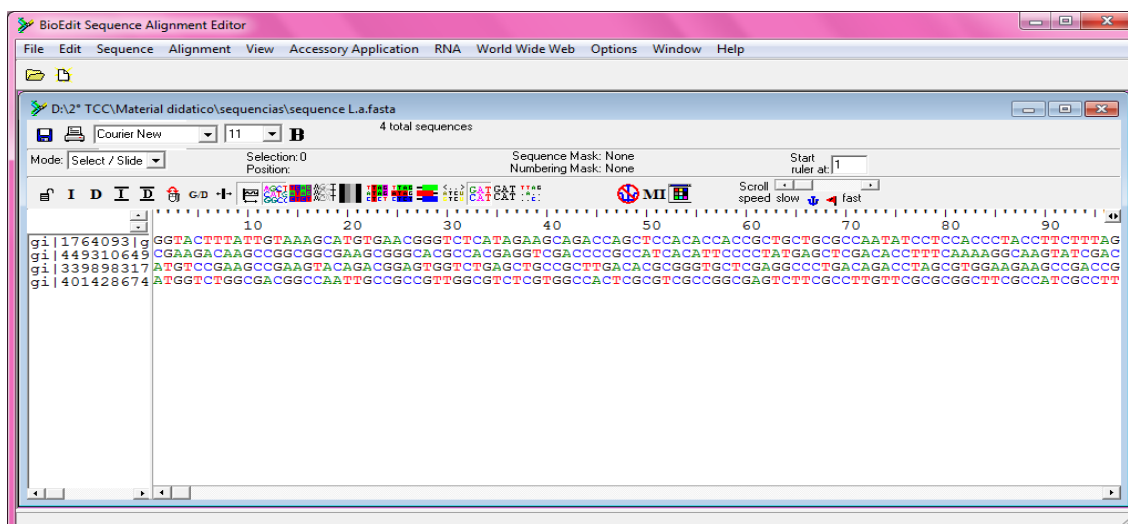 BioEdit Sequence Alignment Editor
File Edit Sequence Alignment View Accessory Application RNA World Wide Web Options Window Help
D:\2° TCC\Material didatico\sequencias\sequence L.a.fasta
Courier New 11 B 4 total sequences
Mode: Select / Slide Selection: 0 Sequence Mask: None Start
Position: Numbering Mask: None ruler at: 1
I D I D G/D MI Scroll speed slow fast
10 20 30 40 50 60 70 80 90
gi|1764093|g GGTACTTTATTGTAAAGCATGTGAACGGGTCTCATAGAAGCAGACCAGCTCCACACCACCGCTGCTGCGCCAATATCCTCCACCCTACCTTCTTTAG
gi|449310649 CGAAGACAAGCCGGCGGCGAAGCGGGCACGCCACGAGGTCGACCCCGCCATCACATTCCCCTATGAGCTCGACACCTTTCAAAAGGCAAGTATCGAC
gi|339898317 ATGTCCGAAGCCGAAGTACAGACGGAGTGGTCTGAGCTGCCGCTTGACACGCGGGTGCTCGAGGCCCTGACAGACCTAGCGTGGAAGAAGCCGACCG
gi|401428674 ATGGTCTGGCGACGGCCAATTGCCGCCGTTGGCGTCTCGTGGCCACTCGCGTCGCCGGCGAGTCTTCGCCTTGTTCGCGCGGCTTCGCCATCGCCTT